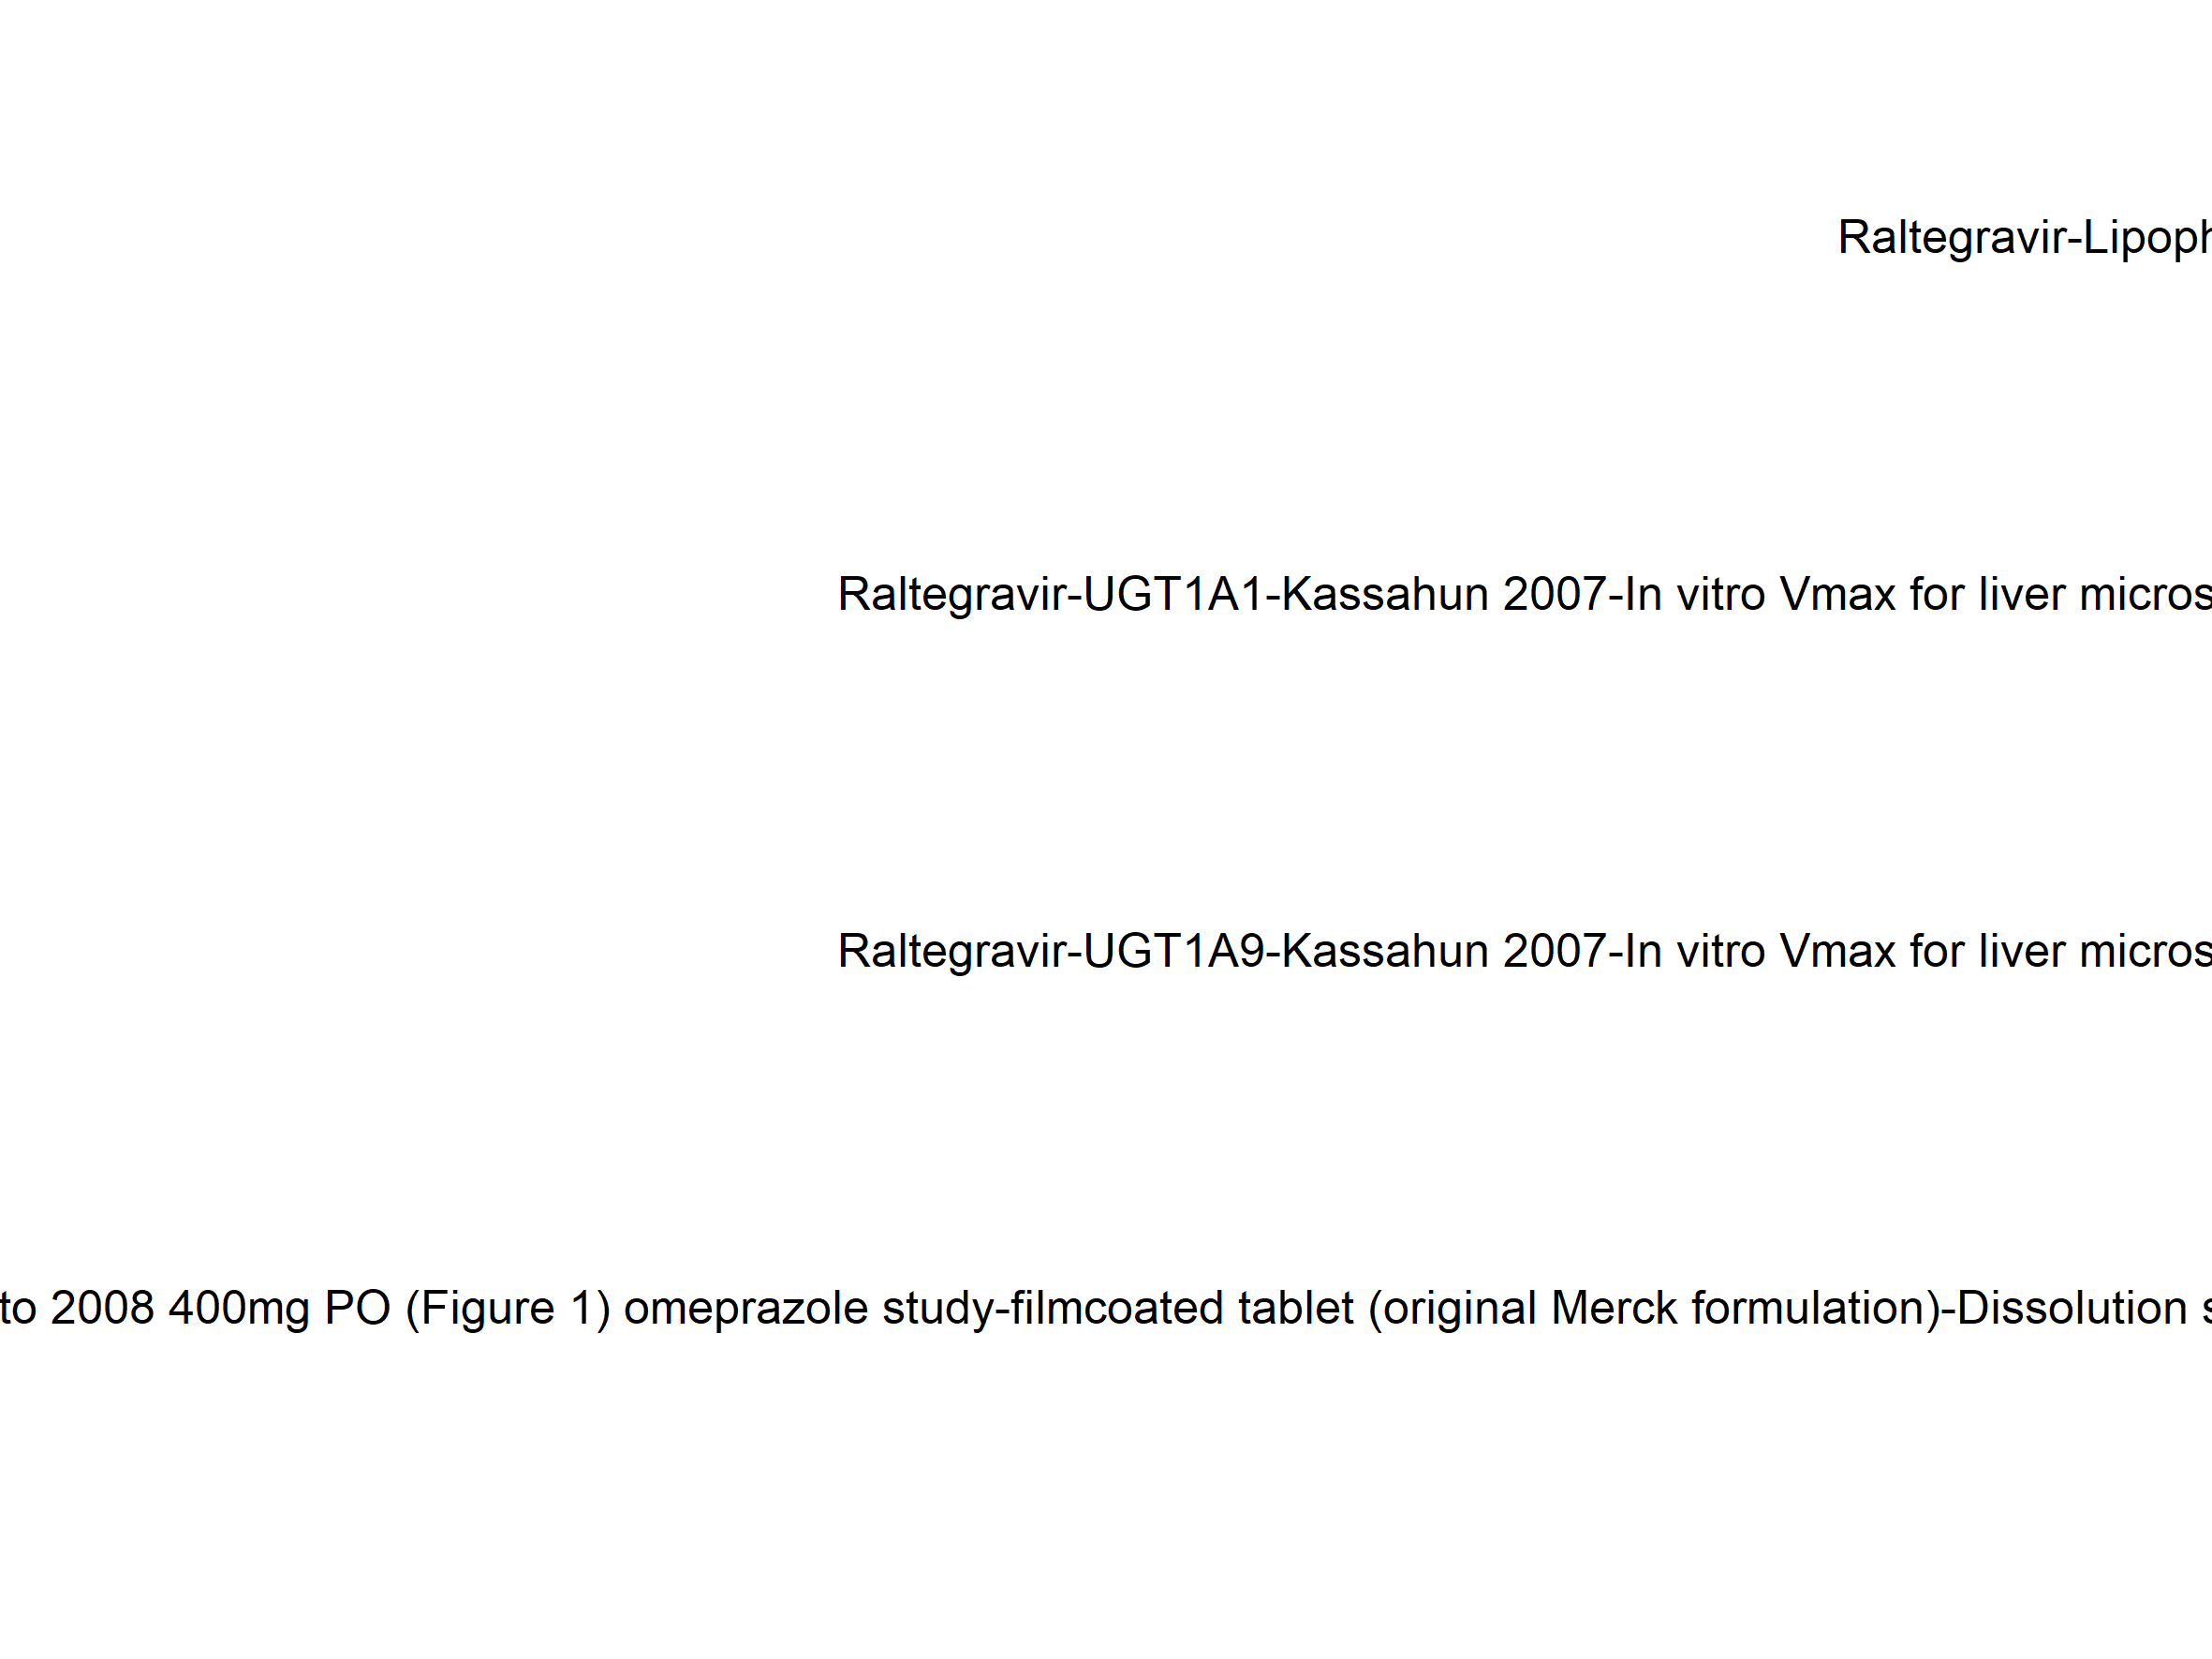 Raltegravir-Lipoph
Raltegravir-UGT1A1-Kassahun 2007-In vitro Vmax for liver micros
Raltegravir-UGT1A9-Kassahun 2007-In vitro Vmax for liver micros
to 2008 400mg PO (Figure 1) omeprazole study-filmcoated tablet (original Merck formulation)-Dissolution s